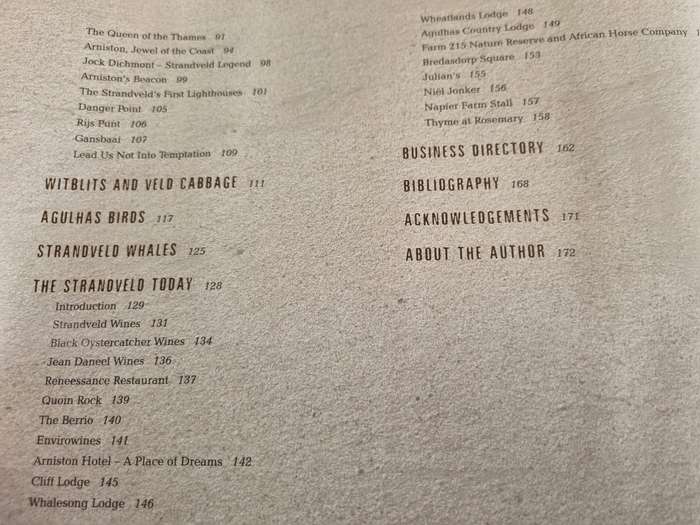 The Queen of the Thames 91
Arniston, Jewel of the Coast 94
Jock Dichmont – Strandveld Legend 98
Arniston's Beacon 99
The Strandveld's First Lighthouses 101
Danger Point 105
Rijs Punt 106
Gansbaai 107
Lead Us Not Into Temptation 109
WITBLITS AND VELD CABBAGE 111
AGULHAS BIRDS 117
STRANDVELD WHALES 125
THE STRANDVELD TODAY 128
Introduction 129
Strandveld Wines 131
Black Oystercatcher Wines 134
Jean Daneel Wines 136
Reneessance Restaurant 137
Quoin Rock 139
The Berrio 140
Envirowines 141
Arniston Hotel – A Place of Dreams 142
Cliff Lodge 145
Whalesong Lodge 146
Wheatlands Lodge 148
Agulhas Country Lodge 149
Farm 215 Nature Reserve and African Horse Company
Bredasdorp Square 153
Julian's 155
Niël Jonker 156
Napier Farm Stall 157
Thyme at Rosemary 158
BUSINESS DIRECTORY 162
BIBLIOGRAPHY 168
ACKNOWLEDGEMENTS 171
ABOUT THE AUTHOR 172